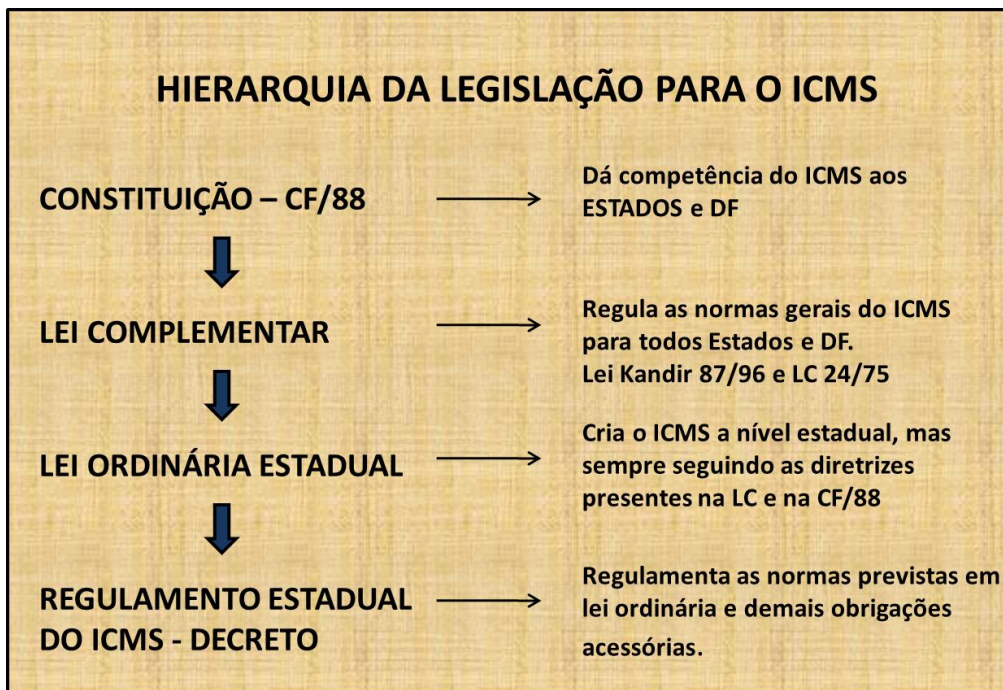 HIERARQUIA DA LEGISLAÇÃO PARA O ICMS
CONSTITUIÇÃO – CF/88
Dá competência do ICMS aos
ESTADOS e DF
LEI COMPLEMENTAR
Regula as normas gerais do ICMS
para todos Estados e DF.
Lei Kandir 87/96 e LC 24/75
LEI ORDINÁRIA ESTADUAL
Cria o ICMS a nível estadual, mas
sempre seguindo as diretrizes
presentes na LC e na CF/88
REGULAMENTO ESTADUAL
DO ICMS - DECRETO
Regulamenta as normas previstas em
lei ordinária e demais obrigações
acessórias.